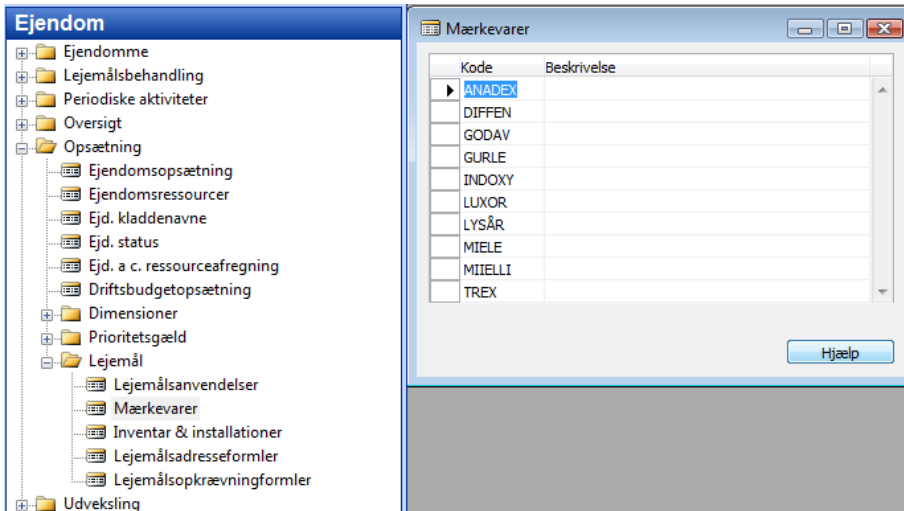 Ejendom
Ejendomme
Lejemålsbehandling
Periodiske aktiviteter
Oversigt
Opsætning
Ejendomsopsætning
Ejendomsressourcer
Ejd. kladdenavne
Ejd. status
Ejd. a c. ressourceafregning
Driftsbudgetopsætning
Dimensioner
Prioritetsgæld
Lejemål
Lejemålsanvendelser
Mærkevarer
Inventar & installationer
Lejemålsadresseformler
Lejemålsopkrævningformler
Udveksling
Mærkevarer
Kode Beskrivelse
ANADEX
DIFFEN
GODAV
GURLE
INDOXY
LUXOR
LYSÅR
MIELE
MIIELLI
TREX
Hjælp